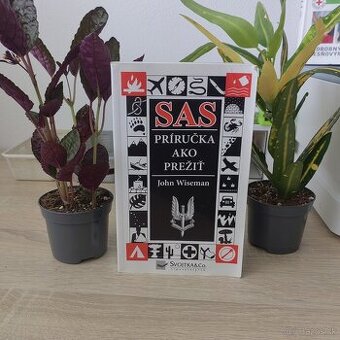 SAS
PRÍRUČKA
AKO
PREŽIŤ
John Wiseman
SVOJTKA & CO.